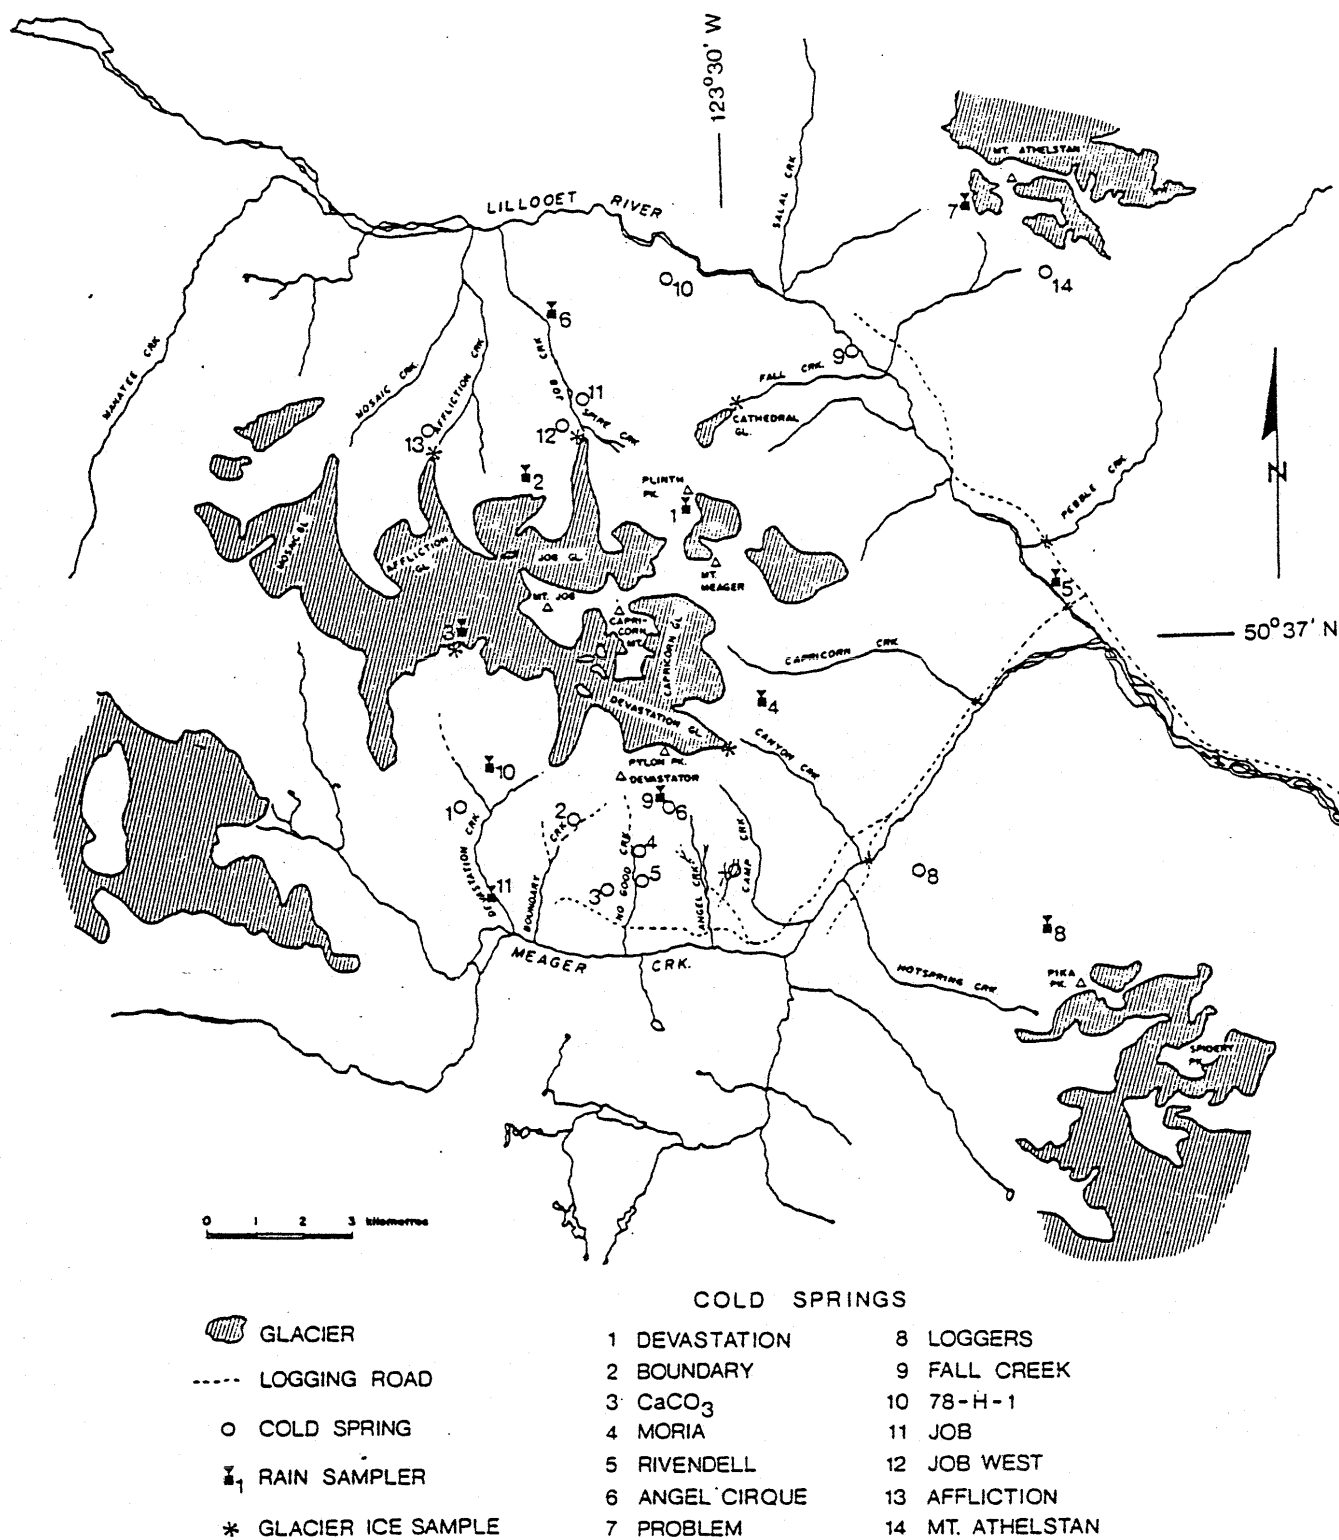 123°30' W
SALAL CRK
MT. ATHELSTAN
7
LILLOOET RIVER
10
14
6
MANATEE CRK
MOSAIC CRK
AFFLICTION CRK
JOB CRK
9
FALL CRK.
11
SPIRE CRK
CATHEDRAL
GL.
12
13
2
PLINTH
PK.
1
PEBBLE CRK
N
MOSAIC GL
AFFLICTION
GL.
JOB GL.
MT.
MEAGER
5
MT. JOB
CAPRI-
CORN
MT.
CAPRICORN GL.
3
50°37' N
CAPRICORN CRK
DEVASTATION GL.
4
CANYON CRK
PYLON PK.
DEVASTATOR
10
1
2
9
6
DEVASTATION CRK
BOUNDARY CRK
NO GOOD CRK
4
5
3
ANGEL CRK
7
CAMP CRK
8
11
8
MEAGER CRK.
HOTSPRING CRK
PIKA
PK.
SPIDERY
PK.
0 1 2 3 kilometres
COLD SPRINGS
GLACIER
LOGGING ROAD
COLD SPRING
1 RAIN SAMPLER
GLACIER ICE SAMPLE
1 DEVASTATION
2 BOUNDARY
3 CaCO3
4 MORIA
5 RIVENDELL
6 ANGEL CIRQUE
7 PROBLEM
8 LOGGERS
9 FALL CREEK
10 78-H-1
11 JOB
12 JOB WEST
13 AFFLICTION
14 MT. ATHELSTAN